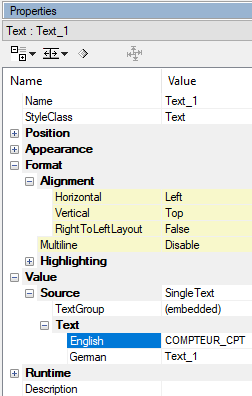 Properties
Text : Text_1
Name Value
Name Text_1
StyleClass Text
Position
Appearance
Format
Alignment
Horizontal Left
Vertical Top
RightToLeftLayout False
Multiline Disable
Highlighting
Value
Source SingleText
TextGroup (embedded)
Text
English COMPTEUR_CPT
German Text_1
Runtime
Description